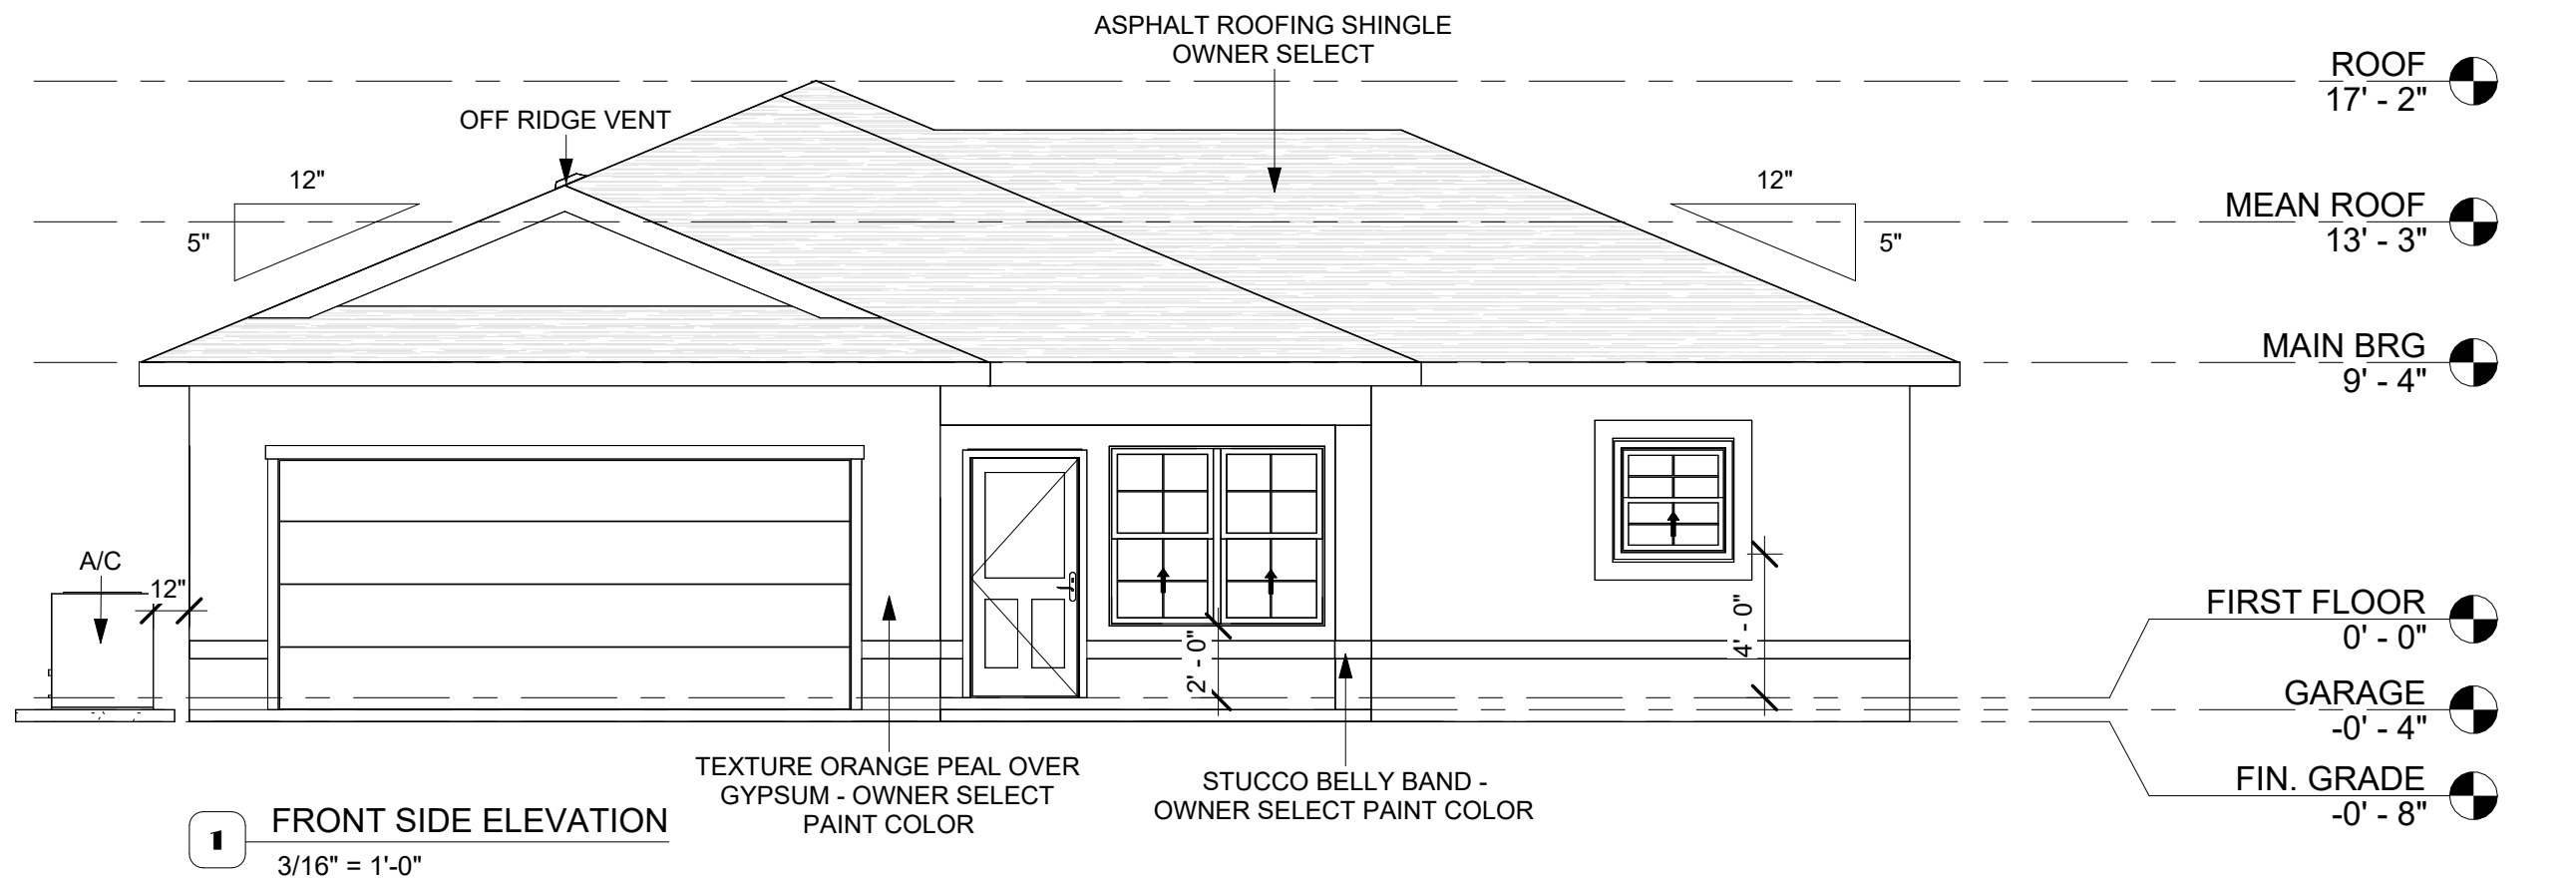 ASPHALT ROOFING SHINGLE
OWNER SELECT
ROOF
17' - 2"
OFF RIDGE VENT
12"
5"
12"
5"
MEAN ROOF
13' - 3"
MAIN BRG
9' - 4"
A/C
12"
2' - 0"
4' - 0"
FIRST FLOOR
0' - 0"
GARAGE
-0' - 4"
FIN. GRADE
-0' - 8"
TEXTURE ORANGE PEAL OVER
GYPSUM - OWNER SELECT
PAINT COLOR
STUCCO BELLY BAND -
OWNER SELECT PAINT COLOR
1
FRONT SIDE ELEVATION
3/16" = 1'-0"